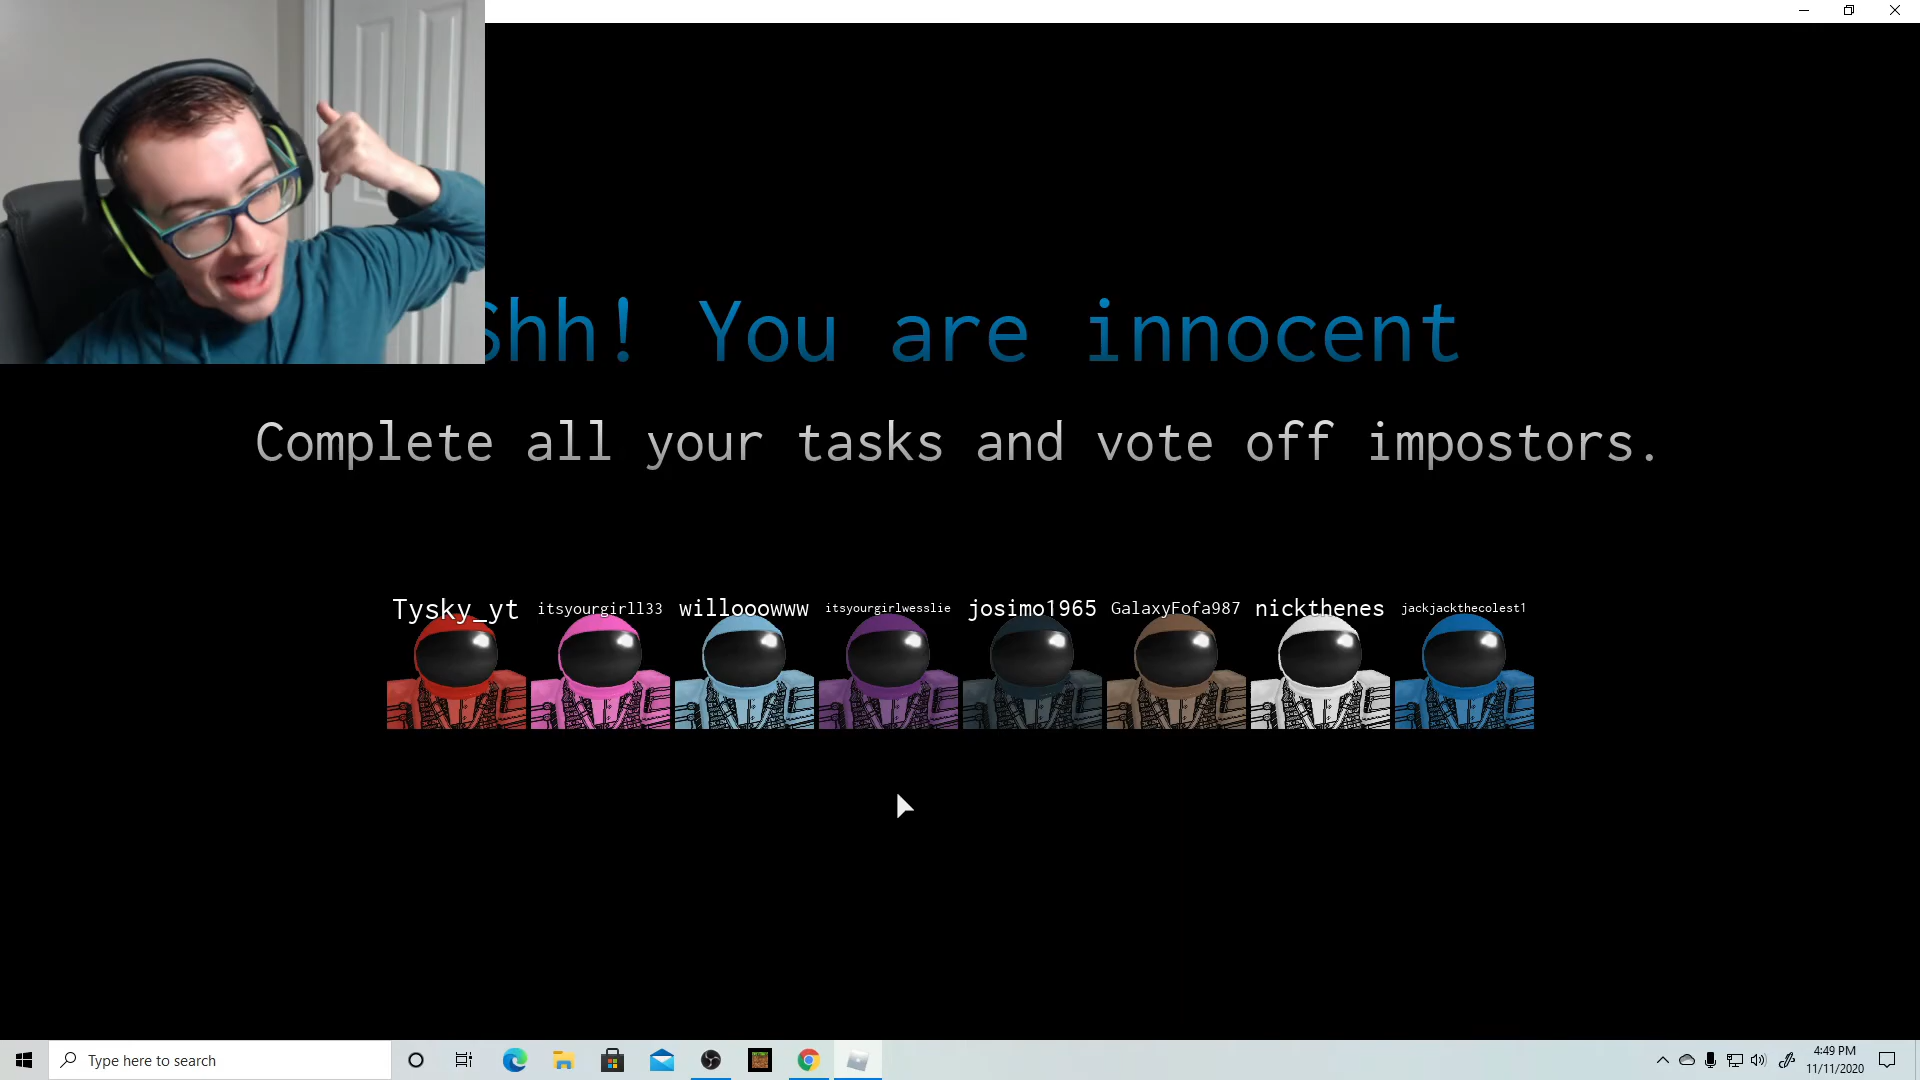 Shh! You are innocent
Complete all your tasks and vote off impostors.
Tysky_yt itsyourgirll33 willooowww itsyourgirlwesslie josimo1965 GalaxyFofa987 nickthenes jackjackthecolest1
Type here to search
4:49 PM
11/11/2020